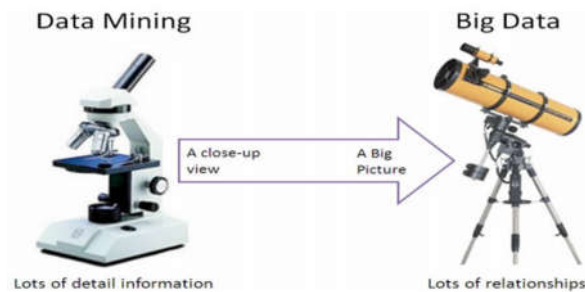 Data Mining
Big Data
A close-up
view
A Big
Picture
Lots of detail information
Lots of relationships